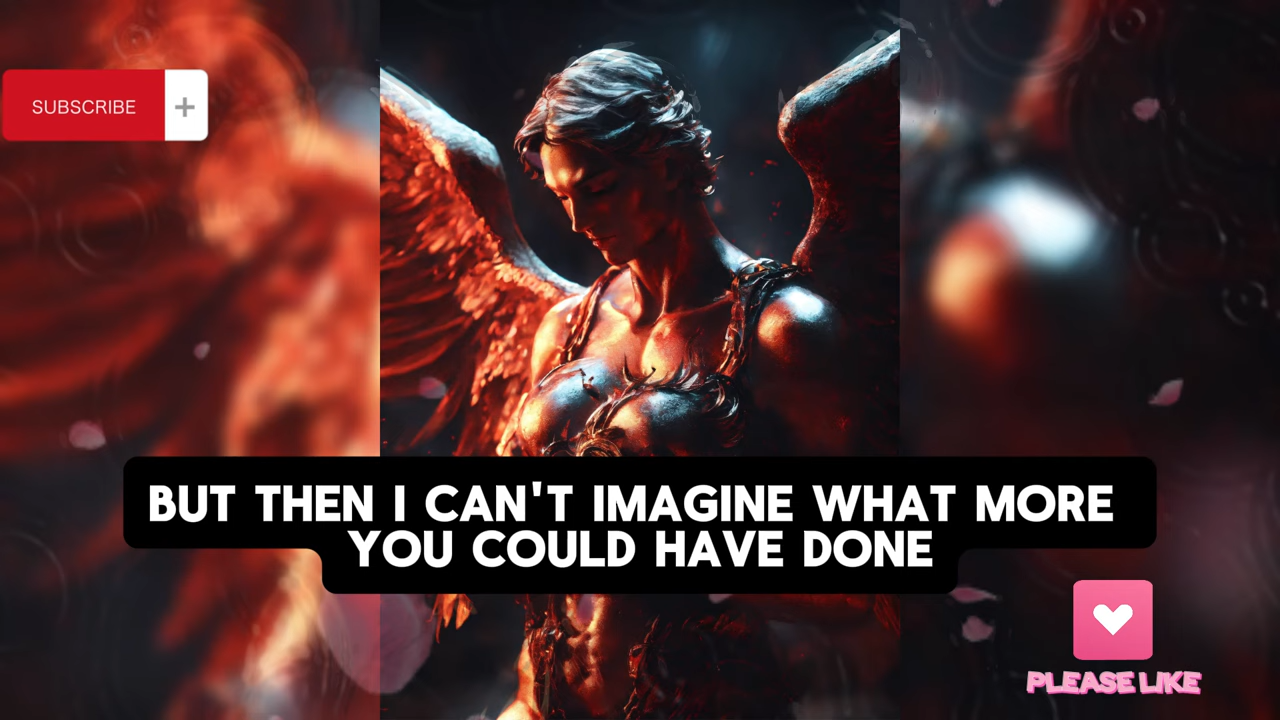 SUBSCRIBE +
BUT THEN I CAN'T IMAGINE WHAT MORE
YOU COULD HAVE DONE
PLEASE LIKE